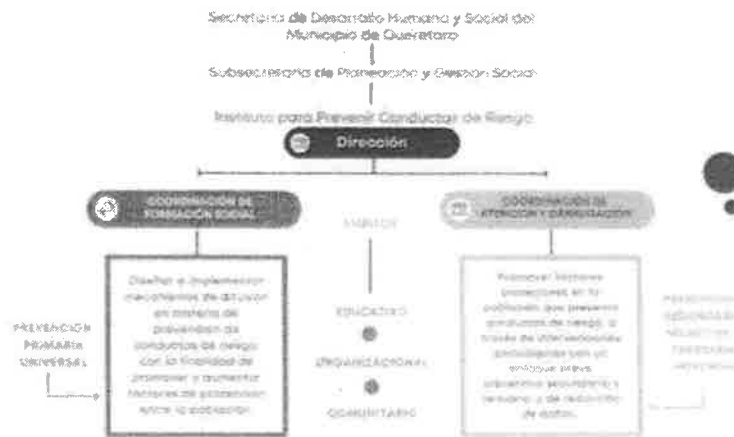 Secretaría de Desarrollo Humano y Social del
Municipio de Querétaro
Subsecretaría de Planeación y Gestión Social
Instituto para Prevenir Conductas de Riesgo
Dirección
COORDINACIÓN DE
FORMACIÓN SOCIAL
COORDINACIÓN DE
ATENCIÓN Y CANALIZACIÓN
ÁMBITOS
Diseñar e implementar
mecanismos de difusión
en materia de
prevención de
conductas de riesgo
con la finalidad de
promover y aumentar
factores de protección
entre la población.
EDUCATIVO
ORGANIZACIONAL
COMUNITARIO
PREVENCIÓN
PRIMARIA
UNIVERSAL
Promover factores
protectores en la
población, que prevenga
conductas de riesgo, a
través de intervenciones
con un
enfoque
preventivo secundario y
terciario y de reducción
de daños.